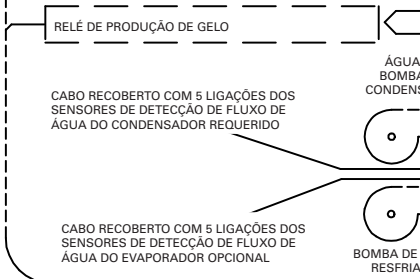 RELÉ DE PRODUÇÃO DE GELO
ÁGUA
BOMBA
CABO RECOBERTO COM 5 LIGAÇÕES DOS
SENSORES DE DETECÇÃO DE FLUXO DE
ÁGUA DO CONDENSADOR REQUERIDO
CONDENS
CABO RECOBERTO COM 5 LIGAÇÕES DOS
SENSORES DE DETECÇÃO DE FLUXO DE
ÁGUA DO EVAPORADOR OPCIONAL
BOMBA DE
RESFRIA